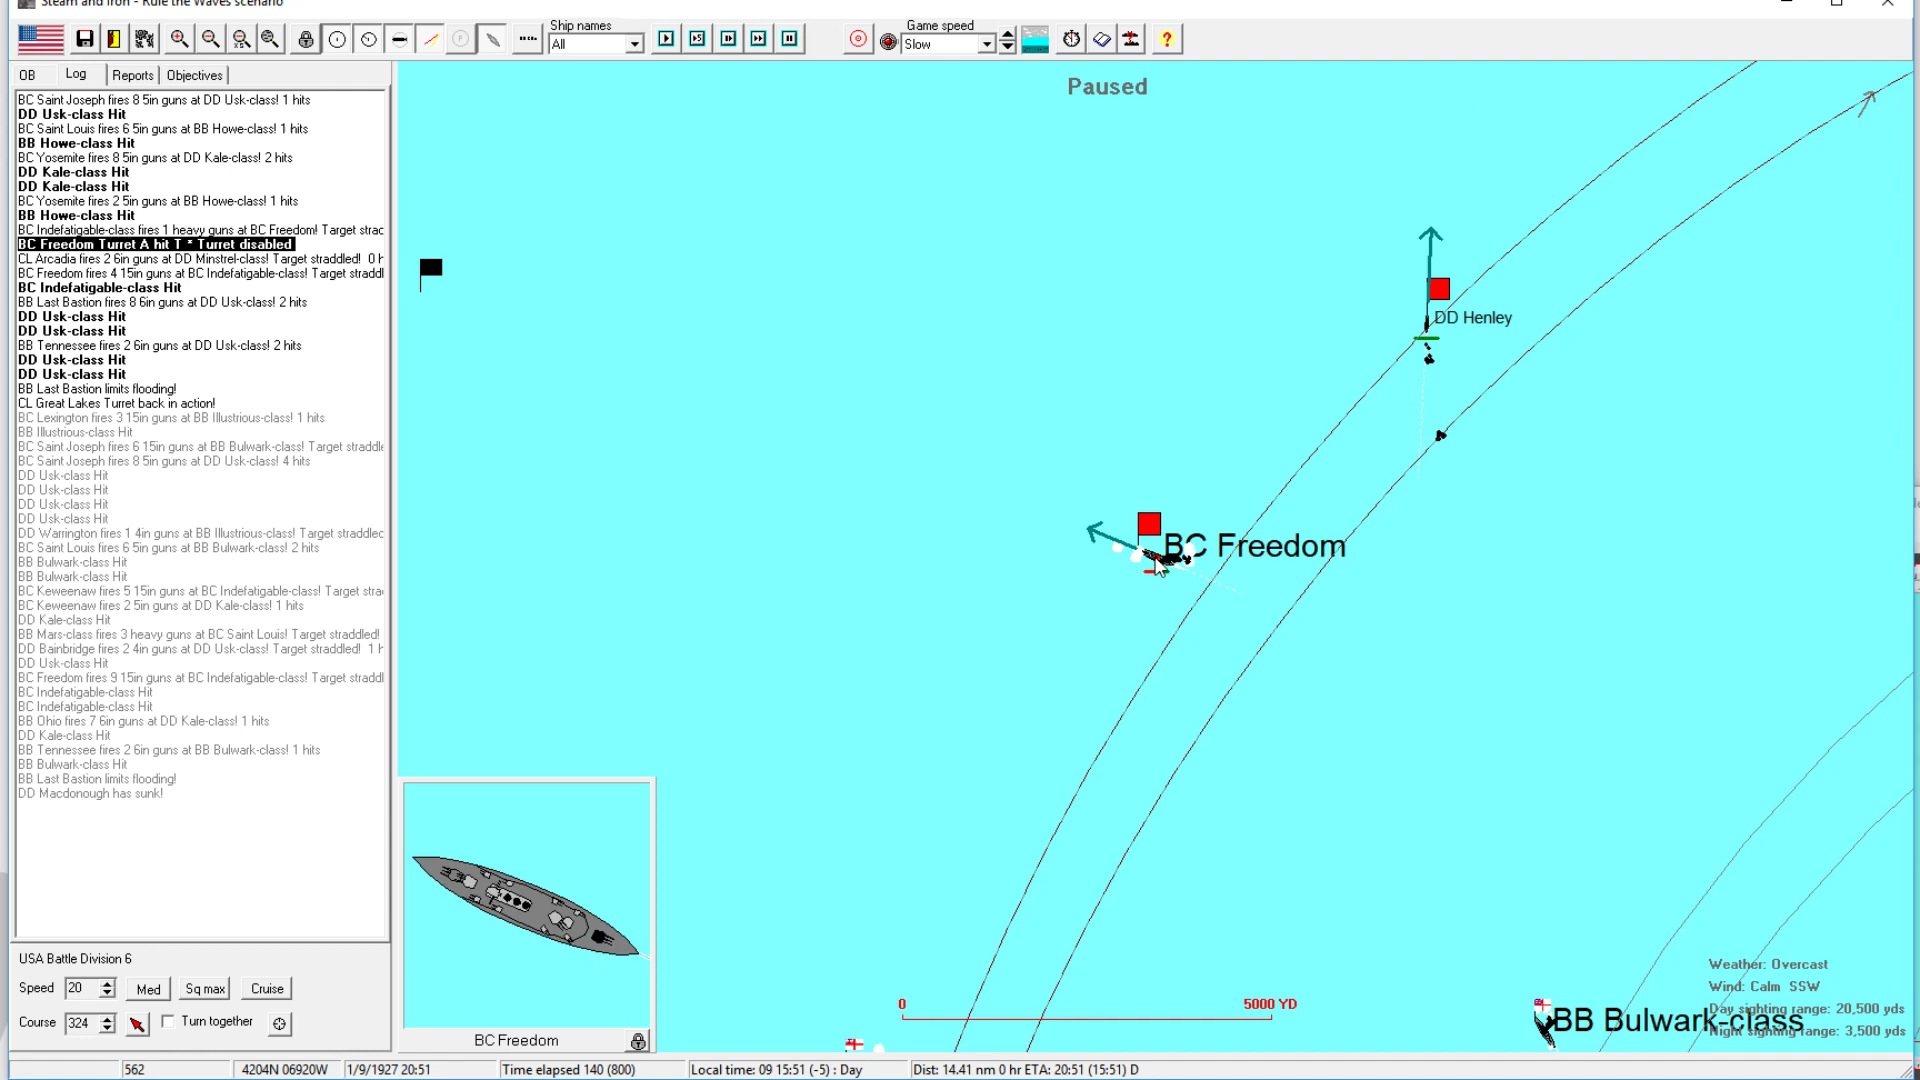 Steam and Iron - Rule the Waves scenario
Ship names
All
Game speed
Slow
OB
Log
Reports
Objectives
BC Saint Joseph fires 8 5in guns at DD Usk-class! 1 hits
DD Usk-class Hit
BC Saint Louis fires 6 5in guns at BB Howe-class! 1 hits
BB Howe-class Hit
BC Yosemite fires 8 5in guns at DD Kale-class! 2 hits
DD Kale-class Hit
DD Kale-class Hit
BC Yosemite fires 2 5in guns at BB Howe-class! 1 hits
BB Howe-class Hit
BC Indefatigable-class fires 1 heavy guns at BC Freedom! Target strac
BC Freedom Turret A hit T * Turret disabled
CL Arcadia fires 2 6in guns at DD Minstrel-class! Target straddled! 0 h
BC Freedom fires 4 15in guns at BC Indefatigable-class! Target straddl
BC Indefatigable-class Hit
BB Last Bastion fires 8 6in guns at DD Usk-class! 2 hits
DD Usk-class Hit
DD Usk-class Hit
BB Tennessee fires 2 6in guns at DD Usk-class! 2 hits
DD Usk-class Hit
DD Usk-class Hit
BB Last Bastion limits flooding!
CL Great Lakes Turret back in action!
BC Lexington fires 3 15in guns at BB Illustrious-class! 1 hits
BB Illustrious-class Hit
BC Saint Joseph fires 6 15in guns at BB Bulwark-class! Target straddle
BC Saint Joseph fires 8 5in guns at DD Usk-class! 4 hits
DD Usk-class Hit
DD Usk-class Hit
DD Usk-class Hit
DD Usk-class Hit
DD Warrington fires 1 4in guns at BB Illustrious-class! Target straddled
BC Saint Louis fires 6 5in guns at BB Bulwark-class! 2 hits
BB Bulwark-class Hit
BB Bulwark-class Hit
BC Keweenaw fires 5 15in guns at BC Indefatigable-class! Target stra
BC Keweenaw fires 2 5in guns at DD Kale-class! 1 hits
DD Kale-class Hit
BB Mars-class fires 3 heavy guns at BC Saint Louis! Target straddled!
DD Bainbridge fires 2 4in guns at DD Usk-class! Target straddled! 1 h
DD Usk-class Hit
BC Freedom fires 9 15in guns at BC Indefatigable-class! Target straddl
BC Indefatigable-class Hit
BC Indefatigable-class Hit
BB Ohio fires 7 6in guns at DD Kale-class! 1 hits
DD Kale-class Hit
BB Tennessee fires 2 6in guns at BB Bulwark-class! 1 hits
BB Bulwark-class Hit
BB Last Bastion limits flooding!
DD Macdonough has sunk!
USA Battle Division 6
Speed 20 Med Sq max Cruise
Course 324 Turn together
Paused
DD Henley
BC Freedom
0 5000 YD
BB Bulwark-class
Weather: Overcast
Wind: Calm SSW
Day sighting range: 20,500 yds
Night sighting range: 3,500 yds
BC Freedom
562
4204N 06920W
1/9/1927 20:51
Time elapsed 140 (800)
Local time: 09 15:51 (-5) : Day
Dist: 14.41 nm 0 hr ETA: 20:51 (15:51) D